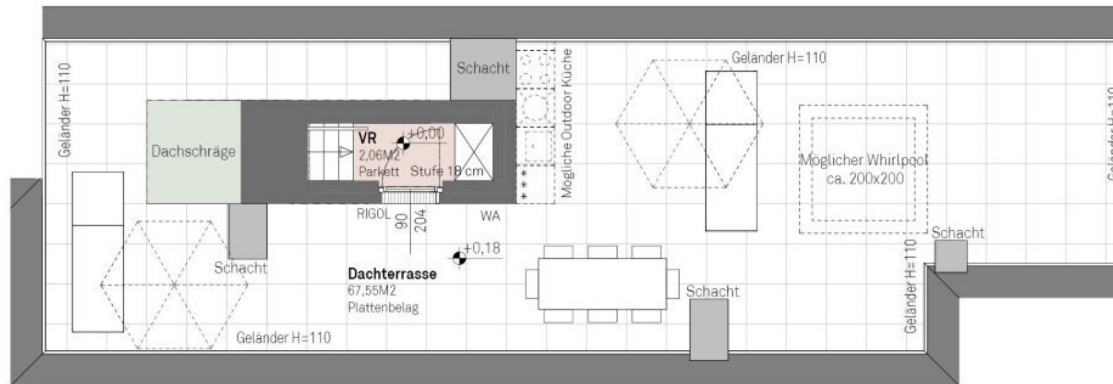 Geländer H=110
Dachschräge
Schacht
VR
2,06M2
Parkett
+0,00
Stufe 18 cm
Mögliche Outdoor Küche
Geländer H=110
Möglicher Whirlpool
ca. 200x200
Geländer H=110
RIGOL
90
204
WA
+0,18
Schacht
Dachterrasse
67,55M2
Plattenbelag
Geländer H=110
Schacht
Geländer H=110
Schacht